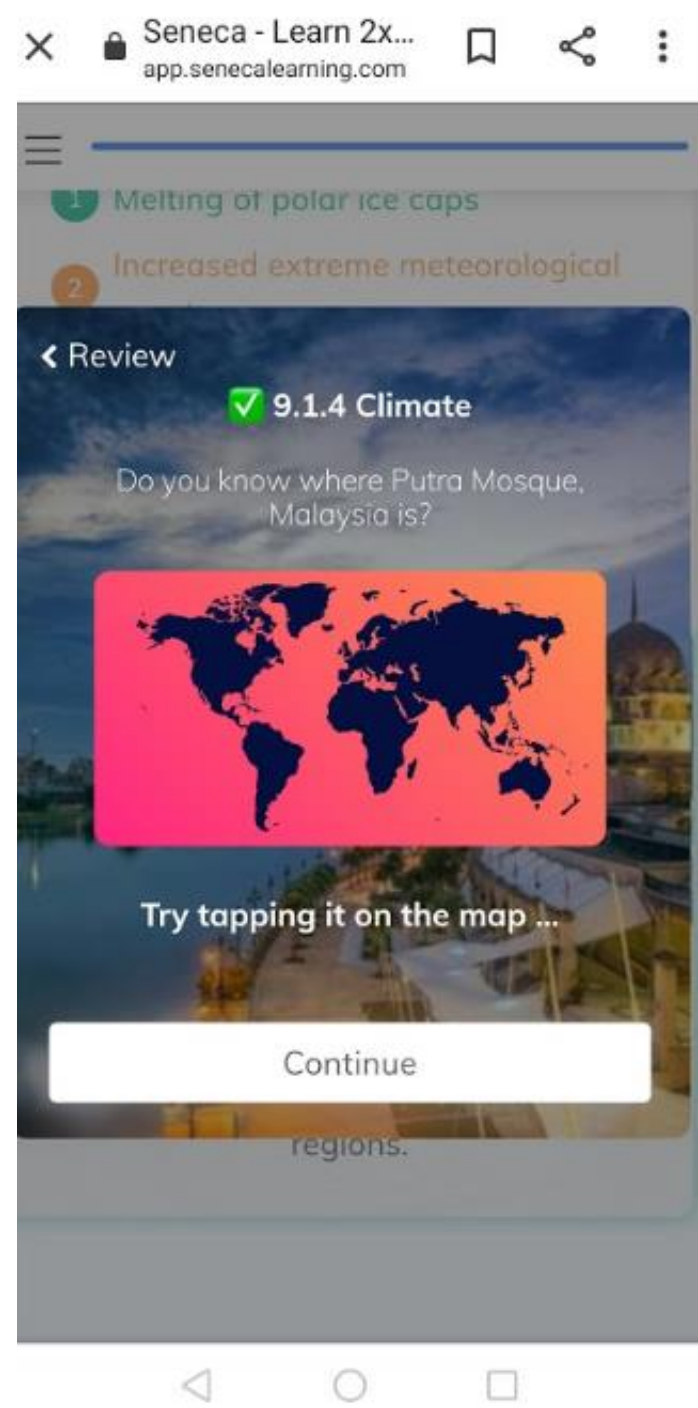 Seneca - Learn 2x...
app.senecalearning.com
1 Melting of polar ice caps
Increased extreme meteorological
2
< Review
✅ 9.1.4 Climate
Do you know where Putra Mosque,
Malaysia is?
Try tapping it on the map ...
Continue
regions.